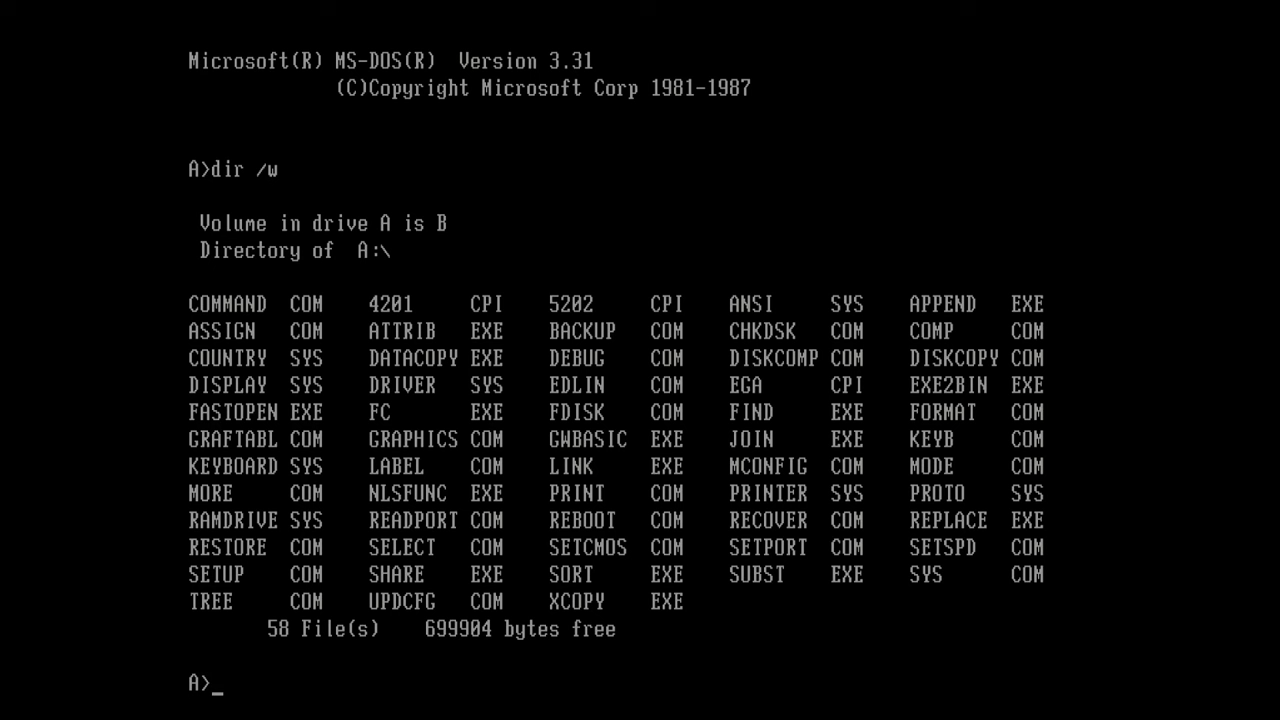 Microsoft(R) MS-DOS(R)  Version 3.31
             (C)Copyright Microsoft Corp 1981-1987
A>dir /w
 Volume in drive A is B
 Directory of  A:\
COMMAND  COM    4201     CPI    5202     CPI    ANSI     SYS    APPEND   EXE
ASSIGN   COM    ATTRIB   EXE    BACKUP   COM    CHKDSK   COM    COMP     COM
COUNTRY  SYS    DATACOPY EXE    DEBUG    COM    DISKCOMP COM    DISKCOPY COM
DISPLAY  SYS    DRIVER   SYS    EDLIN    COM    EGA      CPI    EXE2BIN  EXE
FASTOPEN EXE    FC       EXE    FDISK    COM    FIND     EXE    FORMAT   COM
GRAFTABL COM    GRAPHICS COM    GWBASIC  EXE    JOIN     EXE    KEYB     COM
KEYBOARD SYS    LABEL    COM    LINK     EXE    MCONFIG  COM    MODE     COM
MORE     COM    NLSFUNC  EXE    PRINT    COM    PRINTER  SYS    PROTO    SYS
RAMDRIVE SYS    READPORT COM    REBOOT   COM    RECOVER  COM    REPLACE  EXE
RESTORE  COM    SELECT   COM    SETCMOS  COM    SETPORT  COM    SETSPD   COM
SETUP    COM    SHARE    EXE    SORT     EXE    SUBST    EXE    SYS      COM
TREE     COM    UPDCFG   COM    XCOPY    EXE
       58 File(s)    699904 bytes free
A>_